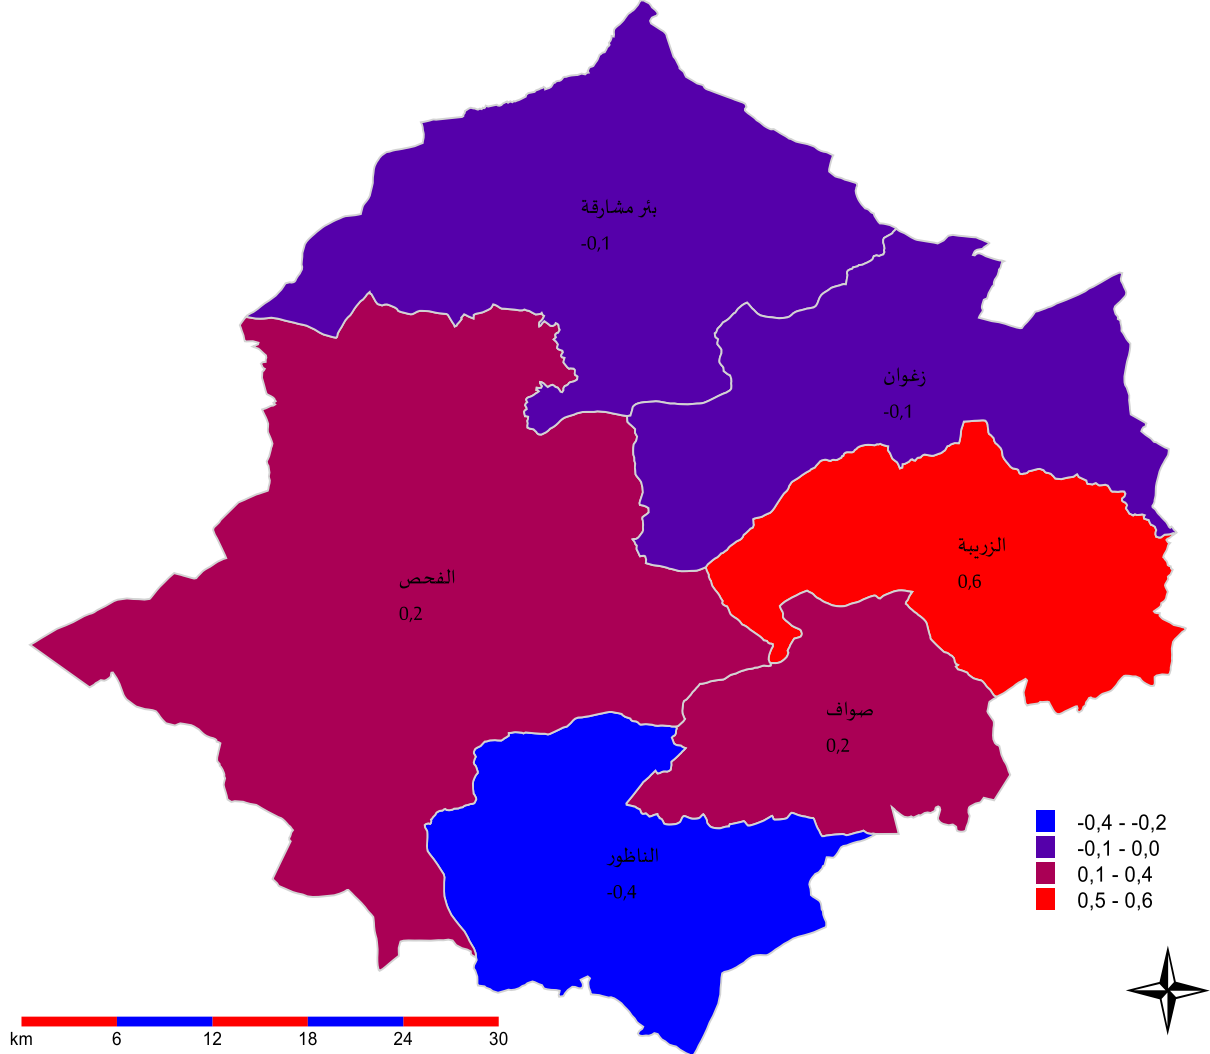 بئر مشارقة
-0,1
زغوان
-0,1
الزريبة
0,6
الفحص
0,2
صواف
0,2
الناظور
-0,4
-0,4 - -0,2
-0,1 - 0,0
0,1 - 0,4
0,5 - 0,6
km 6 12 18 24 30